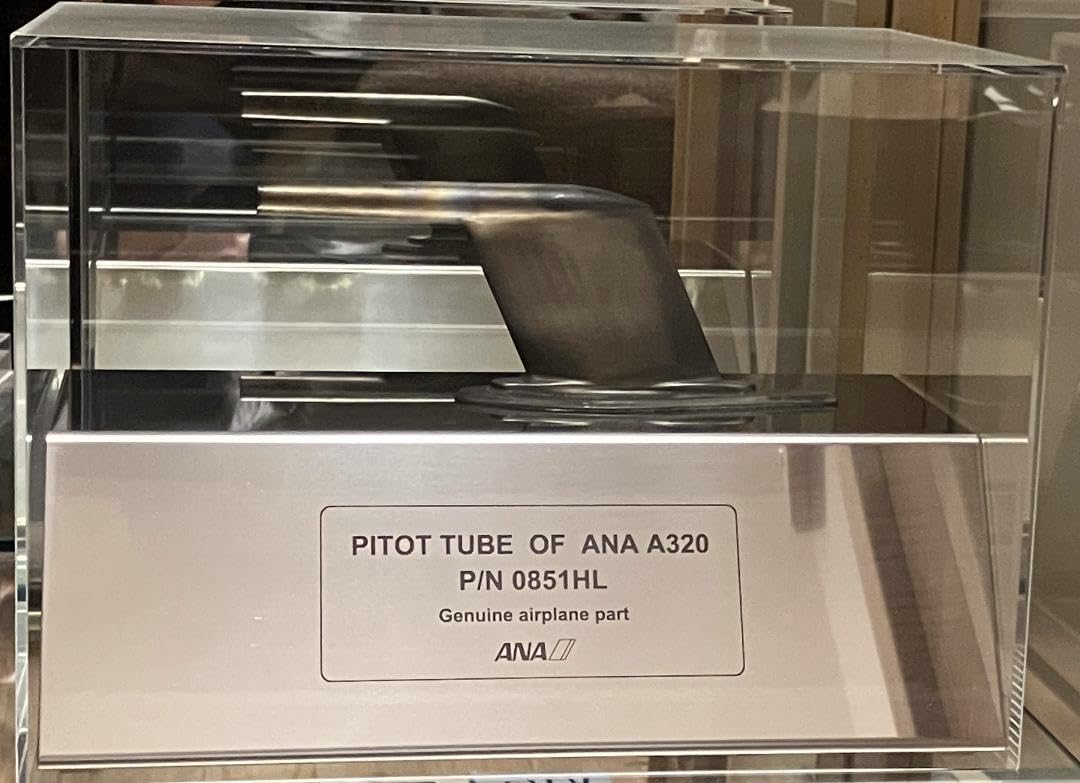 PITOT TUBE OF ANA A320
P/N 0851HL
Genuine airplane part
ANA